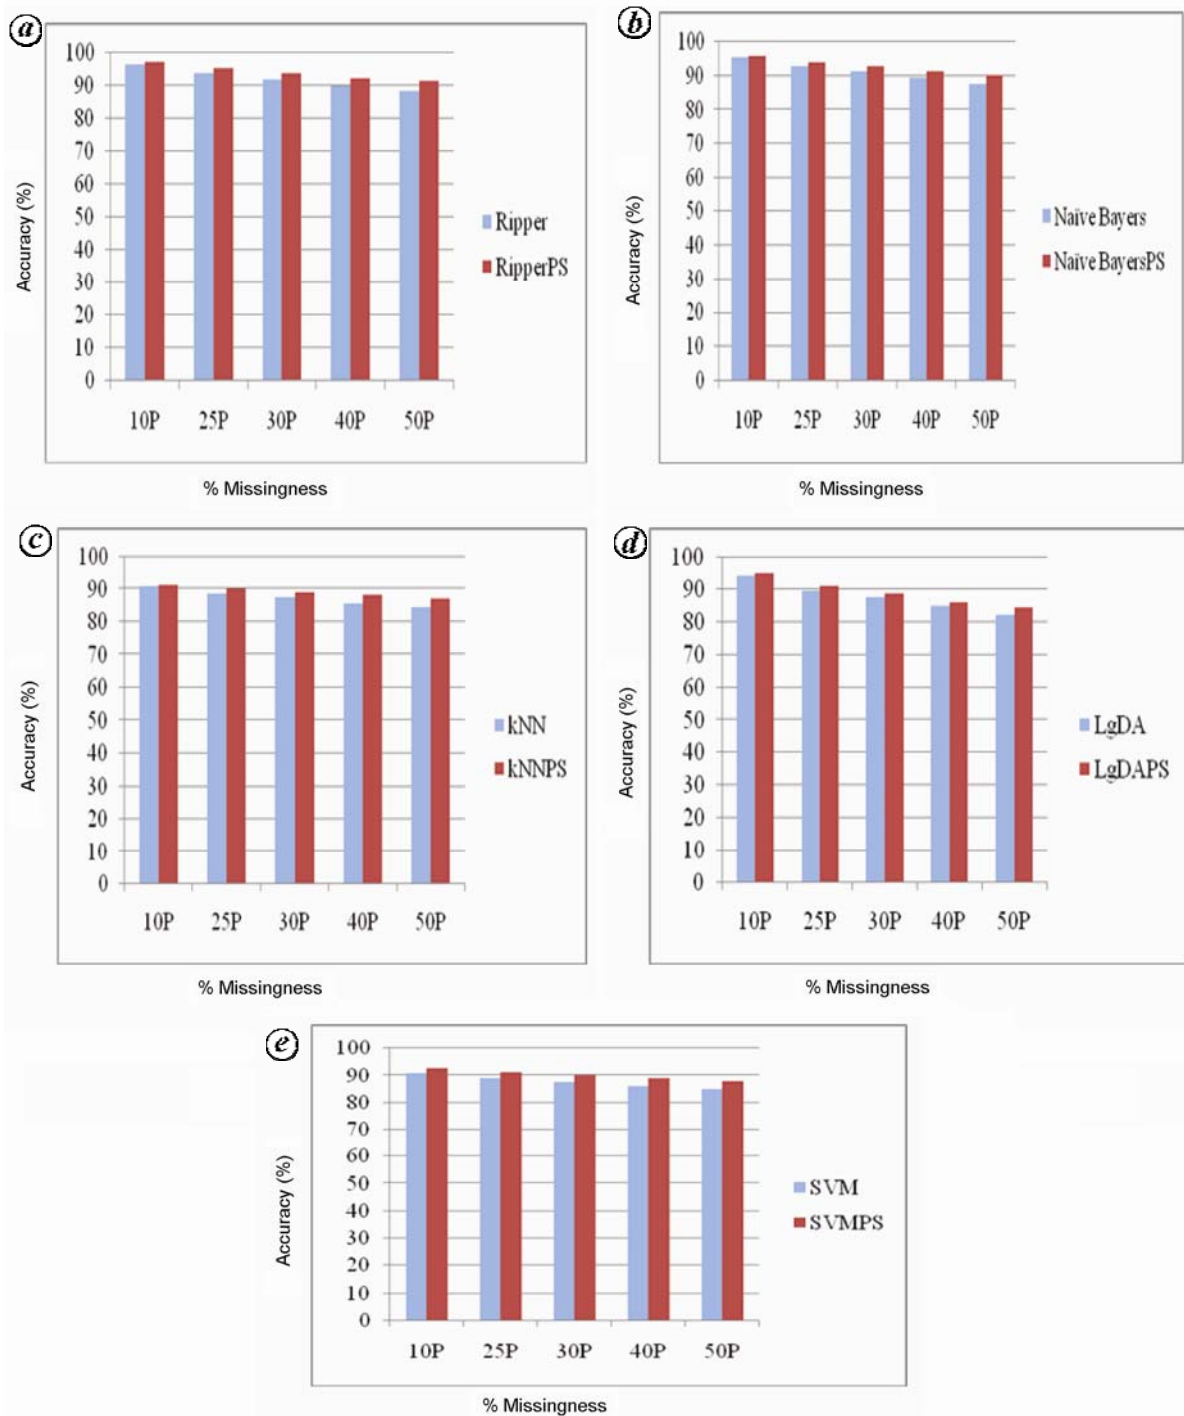 a
100
90
80
70
60
50
40
30
20
10
0
Accuracy (%)
10P 25P 30P 40P 50P
% Missingness
Ripper
RipperPS
b
100
90
80
70
60
50
40
30
20
10
0
Accuracy (%)
10P 25P 30P 40P 50P
% Missingness
Naïve Bayers
Naïve BayersPS
c
100
90
80
70
60
50
40
30
20
10
0
Accuracy (%)
10P 25P 30P 40P 50P
% Missingness
kNN
kNNPS
d
100
90
80
70
60
50
40
30
20
10
0
Accuracy (%)
10P 25P 30P 40P 50P
% Missingness
LgDA
LgDAPS
e
100
90
80
70
60
50
40
30
20
10
0
Accuracy (%)
10P 25P 30P 40P 50P
% Missingness
SVM
SVMPS